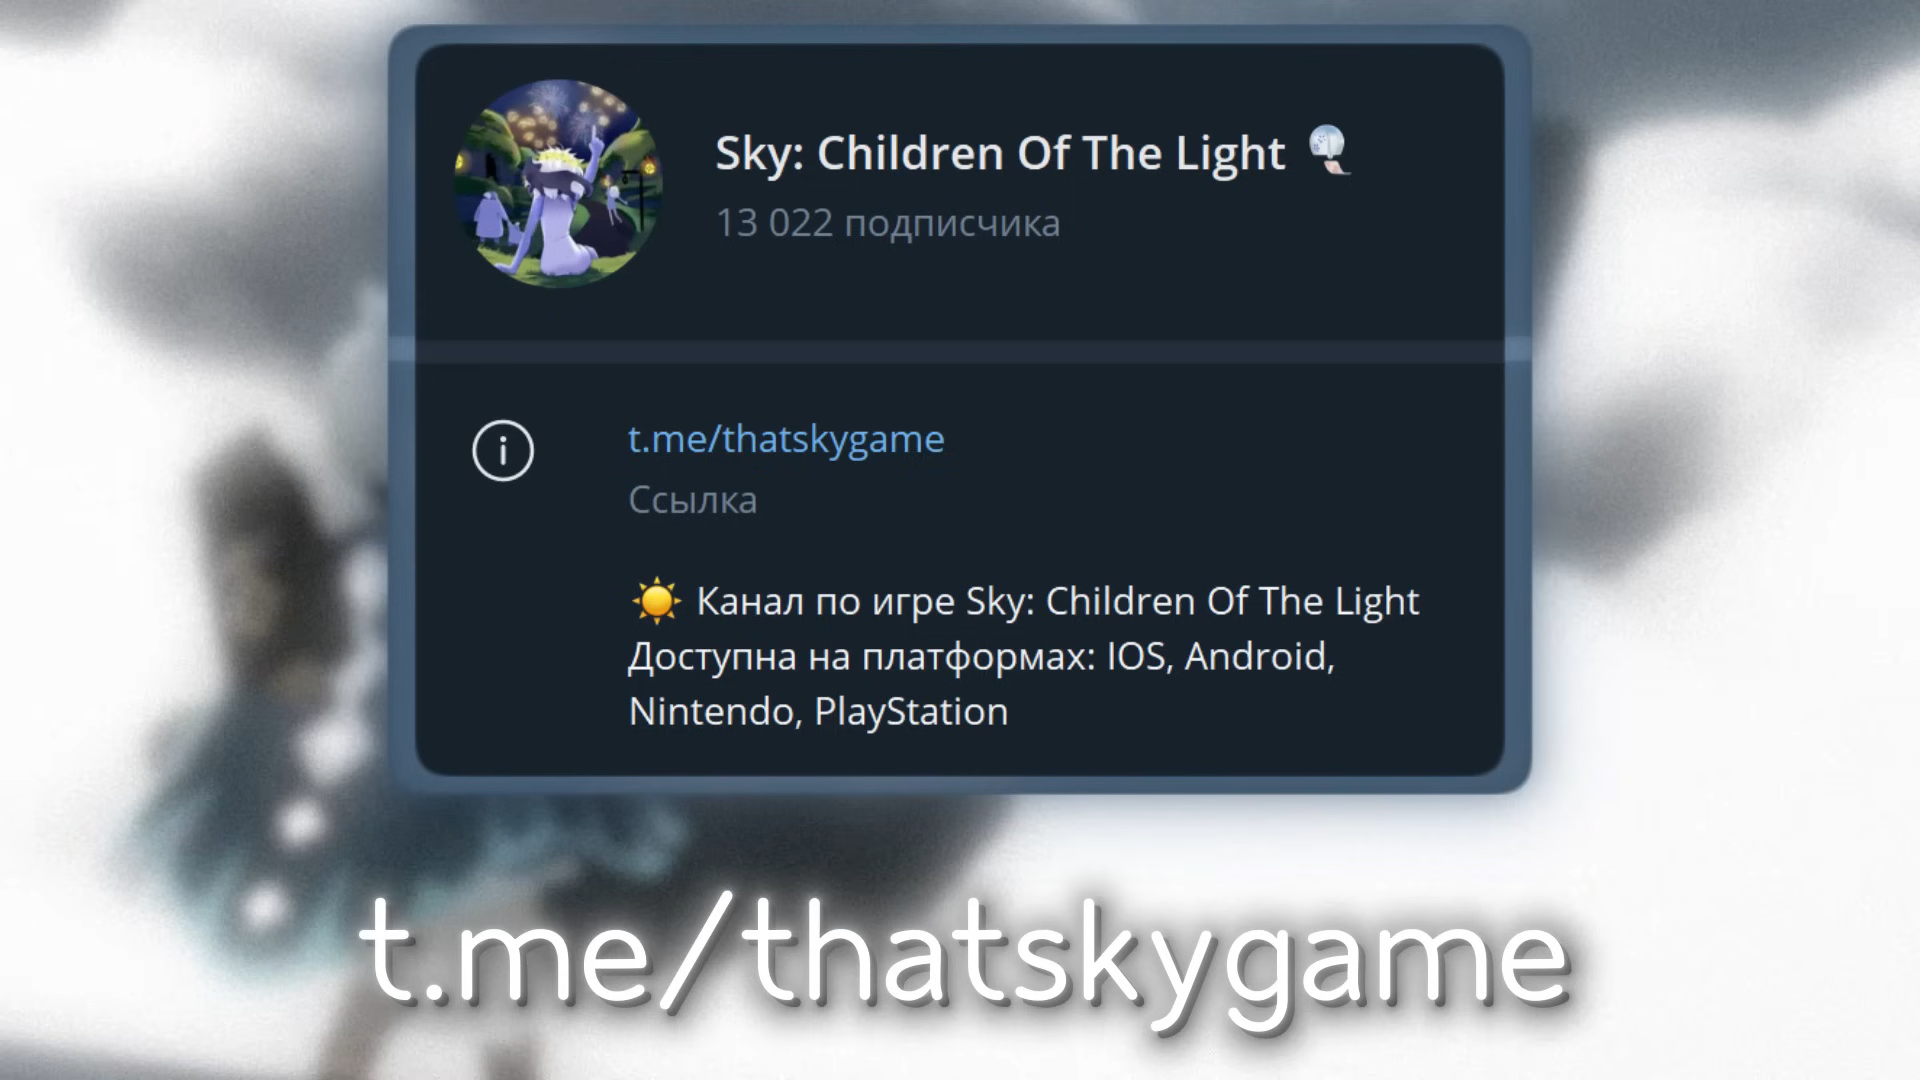 Sky: Children Of The Light
13 022 подписчика
t.me/thatskygame
Ссылка
☀️ Канал по игре Sky: Children Of The Light
Доступна на платформах: IOS, Android,
Nintendo, PlayStation
t.me/thatskygame